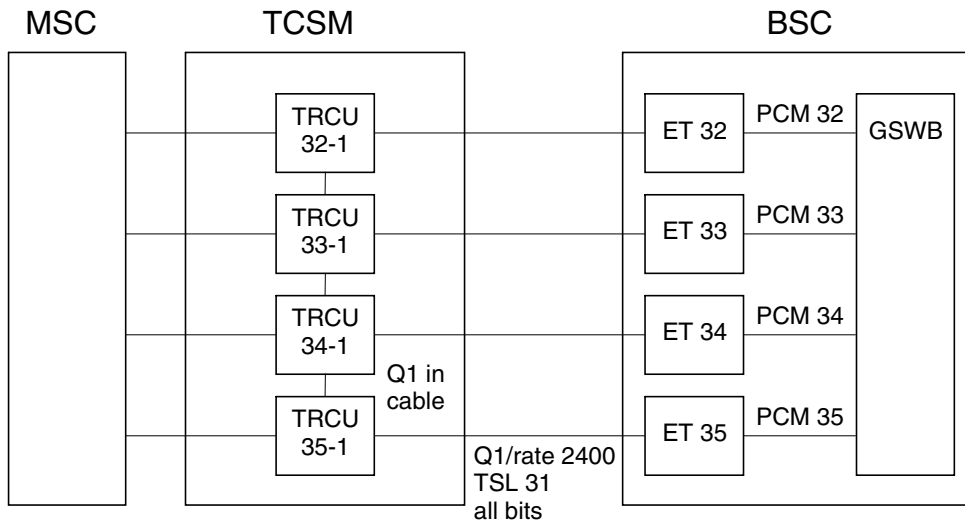 MSC
TCSM
BSC
TRCU
32-1
ET 32
PCM 32
GSWB
TRCU
33-1
ET 33
PCM 33
TRCU
34-1
ET 34
PCM 34
Q1 in
cable
TRCU
35-1
ET 35
PCM 35
Q1/rate 2400
TSL 31
all bits